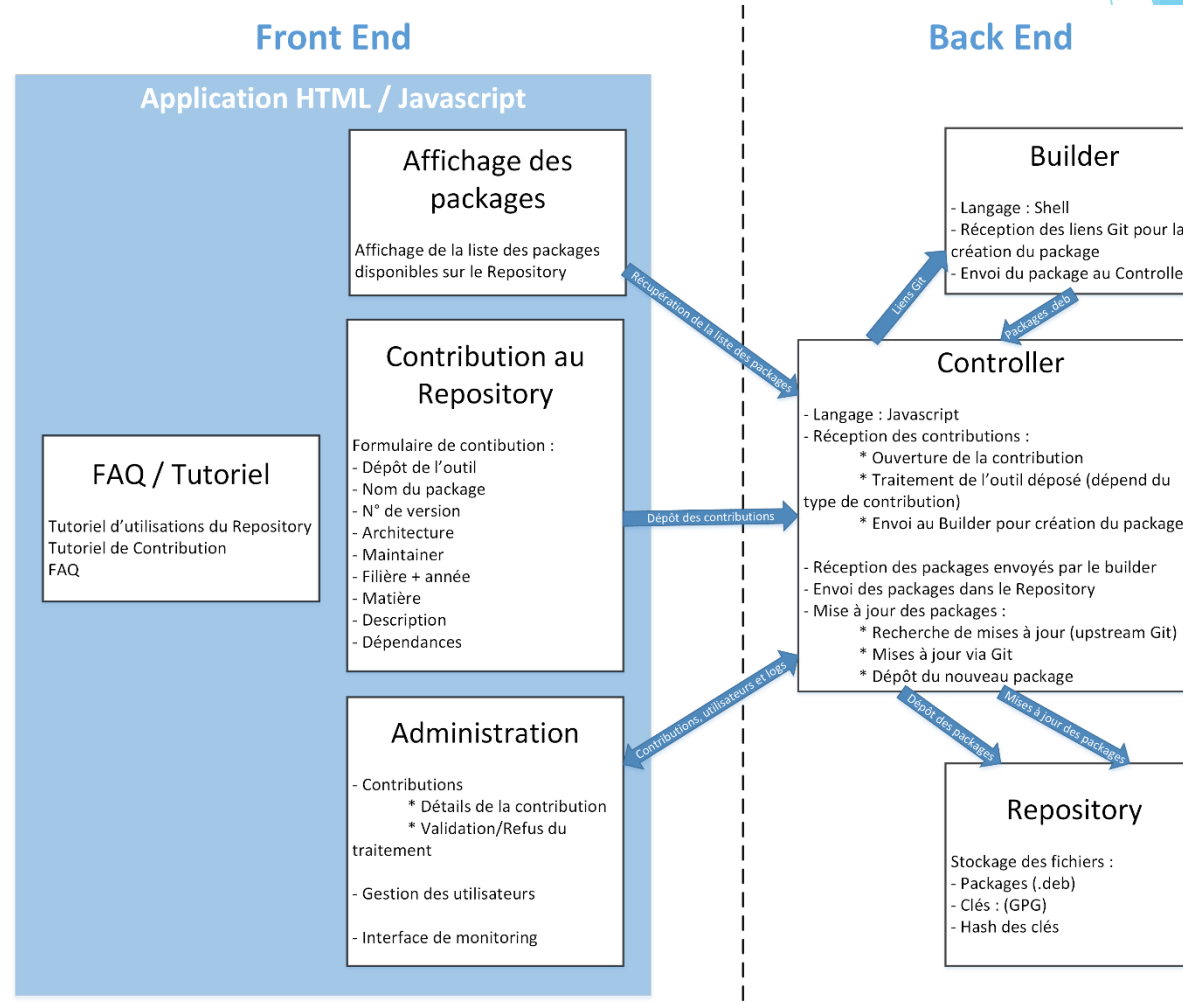 Front End
Back End
Application HTML / Javascript
Affichage des
packages
Affichage de la liste des packages
disponibles sur le Repository
Contribution au
Repository
Formulaire de contibution :
- Dépôt de l'outil
- Nom du package
- N° de version
- Architecture
- Maintainer
- Filière + année
- Matière
- Description
- Dépendances
FAQ / Tutoriel
Tutoriel d'utilisations du Repository
Tutoriel de Contribution
FAQ
Administration
- Contributions
* Détails de la contribution
* Validation/Refus du
traitement
- Gestion des utilisateurs
- Interface de monitoring
Récupération de la liste des packages
Dépôt des contributions
Contributions, utilisateurs et logs
Builder
- Langage : Shell
- Réception des liens Git pour la
création du package
- Envoi du package au Controlle
Liens Git
Packages .deb
Controller
- Langage : Javascript
- Réception des contributions :
* Ouverture de la contribution
* Traitement de l'outil déposé (dépend du
type de contribution)
* Envoi au Builder pour création du package
- Réception des packages envoyés par le builder
- Envoi des packages dans le Repository
- Mise à jour des packages :
* Recherche de mises à jour (upstream Git)
* Mises à jour via Git
* Dépôt du nouveau package
Dépôt des packages
Mises à jour des packages
Repository
Stockage des fichiers :
- Packages (.deb)
- Clés : (GPG)
- Hash des clés